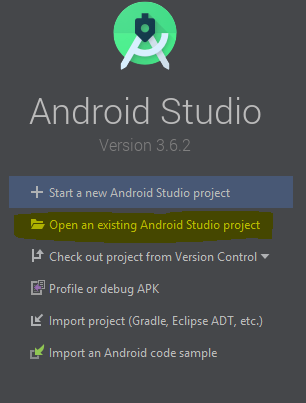 Android Studio
Version 3.6.2
Start a new Android Studio project
Open an existing Android Studio project
Check out project from Version Control
Profile or debug APK
Import project (Gradle, Eclipse ADT, etc.)
Import an Android code sample